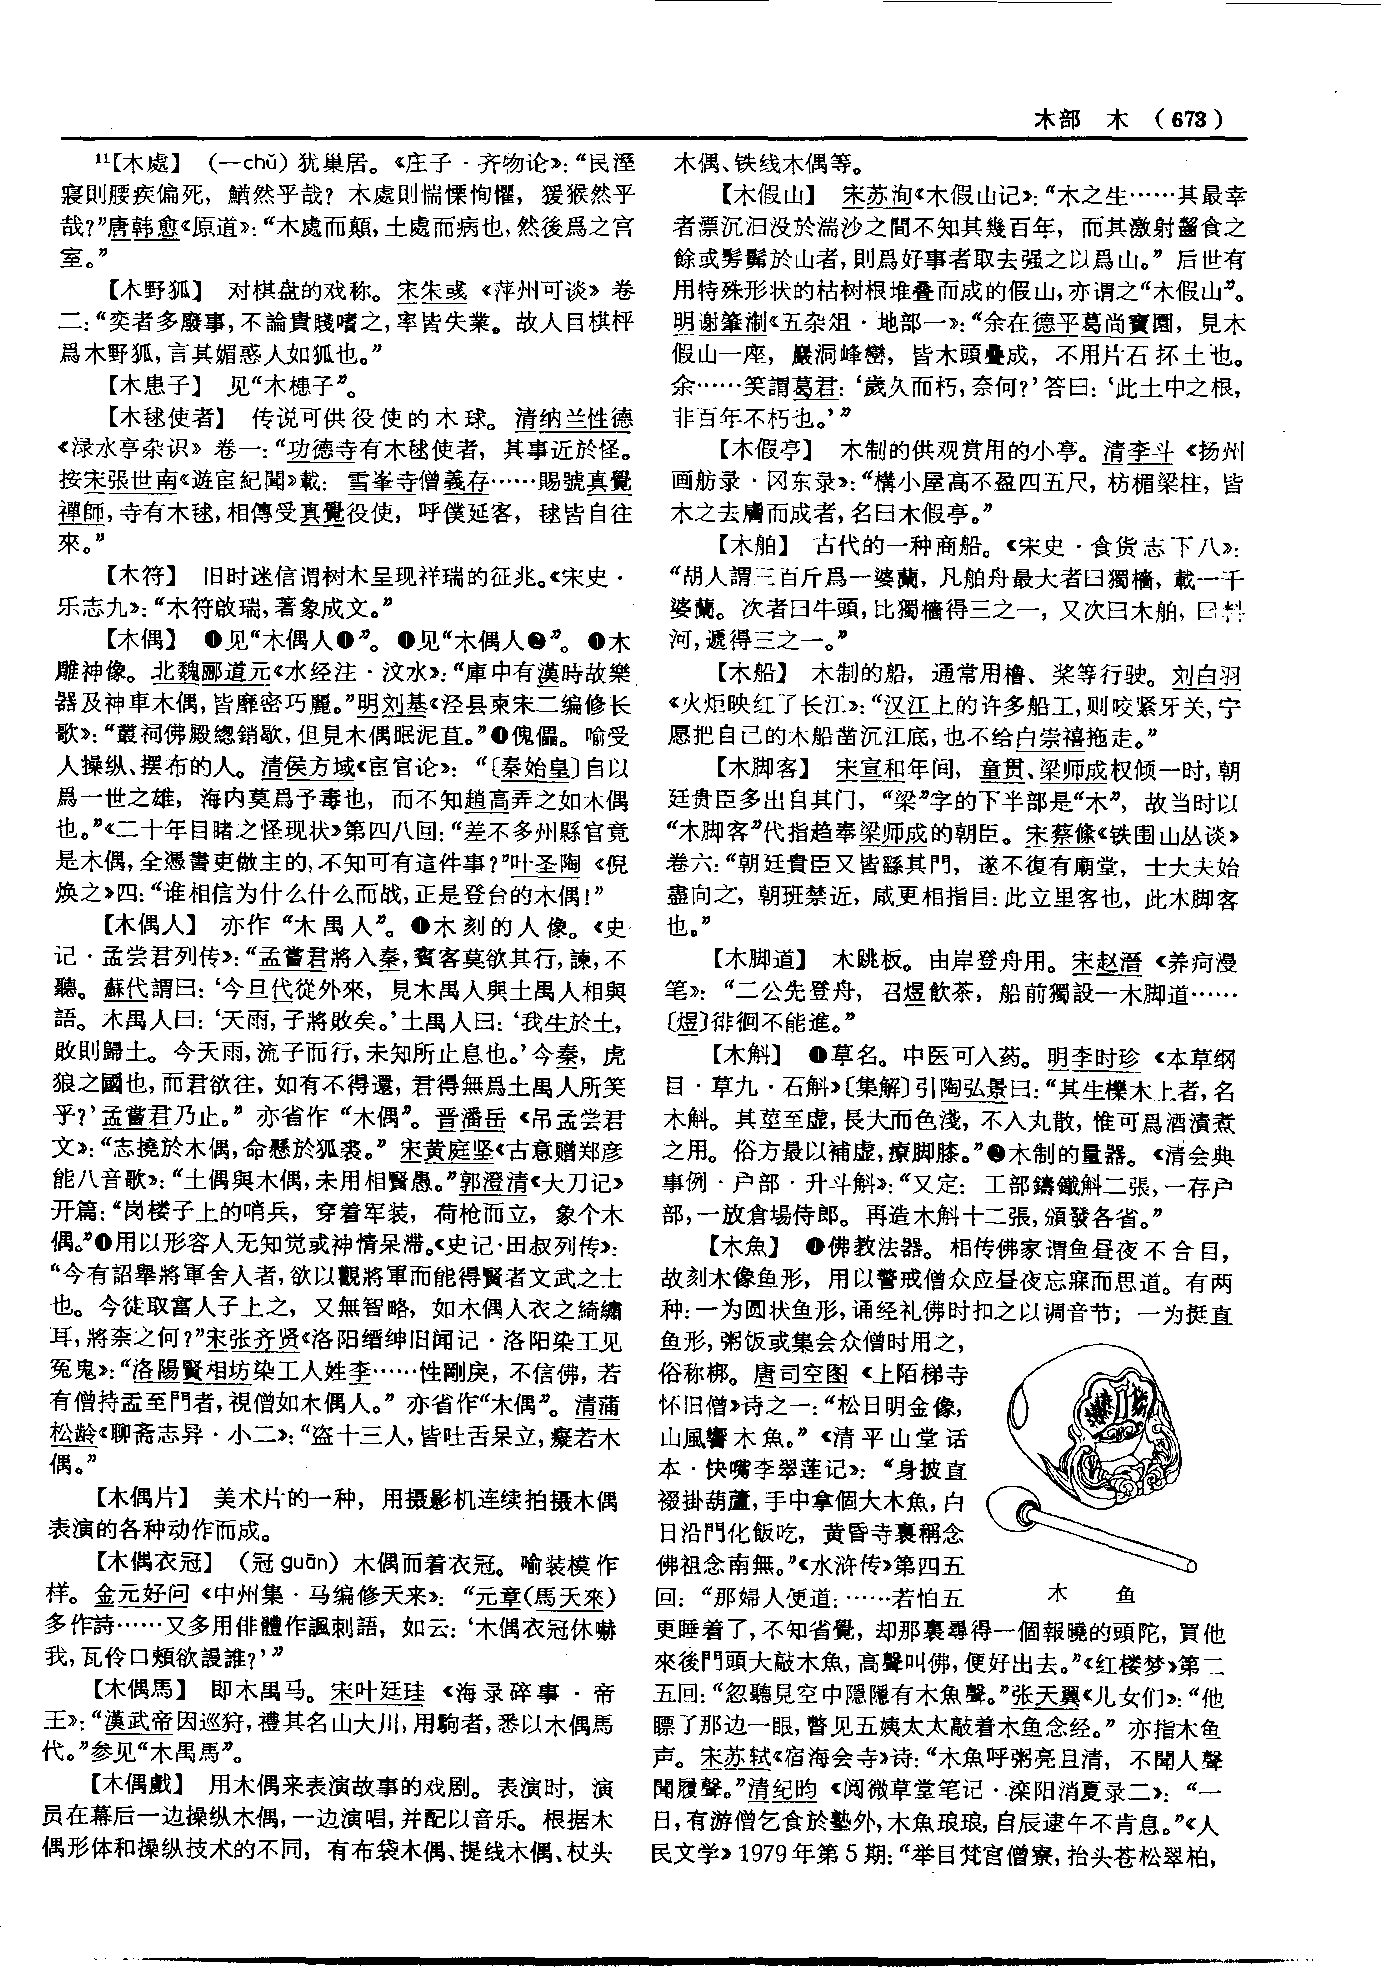 木部　木　（673）
¹¹【木處】　（—chǔ）犹巢居。《庄子·齐物论》：“民溼
寢則腰疾偏死，鰌然乎哉？木處則惴慄恂懼，猨猴然乎
哉？”唐韩愈《原道》：“木處而顛，土處而病也，然後爲之宫
室。”
【木野狐】　对棋盘的戏称。宋朱彧《萍州可谈》卷
二：“奕者多廢事，不論貴賤嗜之，率皆失業。故人目棋枰
爲木野狐，言其媚惑人如狐也。”
【木患子】　见“木槵子”。
【木毬使者】　传说可供役使的木球。清纳兰性德
《渌水亭杂识》卷一：“功德寺有木毬使者，其事近於怪。
按宋張世南《遊宦紀聞》載：雪峯寺僧義存……賜號真覺
禪師，寺有木毬，相傳受真覺役使，呼僕延客，毬皆自往
來。”
【木符】　旧时迷信谓树木呈现祥瑞的征兆。《宋史·
乐志九》：“木符啟瑞，著象成文。”
【木偶】　❶见“木偶人❶”。❶见“木偶人❷”。❶木
雕神像。北魏郦道元《水经注·汶水》：“庫中有漢時故樂
器及神車木偶，皆靡密巧麗。”明刘基《泾县柬宋二编修长
歌》：“叢祠佛殿總銷歇，但見木偶眠泥苴。”❶傀儡。喻受
人操纵、摆布的人。清侯方域《宦官论》：“〔秦始皇〕自以
爲一世之雄，海内莫爲予毒也，而不知趙高弄之如木偶
也。”《二十年目睹之怪现状》第四八回：“差不多州縣官竟
是木偶，全憑書吏做主的，不知可有這件事？”叶圣陶《倪
焕之》四：“谁相信为什么什么而战，正是登台的木偶！”
【木偶人】　亦作“木禺人”。❶木刻的人像。《史
记·孟尝君列传》：“孟嘗君將入秦，賓客莫欲其行，諫，不
聽。蘇代謂曰：‘今旦代從外來，見木禺人與土禺人相與
語。木禺人曰：‘天雨，子將敗矣。’土禺人曰：‘我生於土，
敗則歸土。今天雨，流子而行，未知所止息也。’今秦，虎
狼之國也，而君欲往，如有不得還，君得無爲土禺人所笑
乎？’孟嘗君乃止。”亦省作“木偶”。晋潘岳《吊孟尝君
文》：“志撓於木偶，命懸於狐裘。”宋黄庭坚《古意赠郑彦
能八音歌》：“土偶與木偶，未用相賢愚。”郭澄清《大刀记》
开篇：“岗楼子上的哨兵，穿着军装，荷枪而立，象个木
偶。”❶用以形容人无知觉或神情呆滞。《史记·田叔列传》：
“今有詔舉將軍舍人者，欲以觀將軍而能得賢者文武之士
也。今徒取富人子上之，又無智略，如木偶人衣之綺繡
耳，將柰之何？”宋张齐贤《洛阳缙绅旧闻记·洛阳染工见
冤鬼》：“洛陽賢相坊染工人姓李……性剛戾，不信佛，若
有僧持盂至門者，視僧如木偶人。”亦省作“木偶”。清蒲
松龄《聊斋志异·小二》：“盗十三人，皆吐舌呆立，癡若木
偶。”
【木偶片】　美术片的一种，用摄影机连续拍摄木偶
表演的各种动作而成。
【木偶衣冠】　（冠 guān）木偶而着衣冠。喻装模作
样。金元好问《中州集·马编修天来》：“元章（馬天來）
多作詩……又多用俳體作諷刺語，如云：‘木偶衣冠休嚇
我，瓦伶口頰欲謾誰？’”
【木偶馬】　即木禺马。宋叶廷珪《海录碎事·帝
王》：“漢武帝因巡狩，禮其名山大川，用駒者，悉以木偶馬
代。”参见“木禺馬”。
【木偶戲】　用木偶来表演故事的戏剧。表演时，演
员在幕后一边操纵木偶，一边演唱，并配以音乐。根据木
偶形体和操纵技术的不同，有布袋木偶、提线木偶、杖头
木偶、铁线木偶等。
【木假山】　宋苏洵《木假山记》：“木之生……其最幸
者漂沉汩没於湍沙之間不知其幾百年，而其激射齧食之
餘或髣髴於山者，則爲好事者取去强之以爲山。”后世有
用特殊形状的枯树根堆叠而成的假山，亦谓之“木假山”。
明谢肇淛《五杂俎·地部一》：“余在德平葛尚寳園，見木
假山一座，巖洞峰巒，皆木頭疊成，不用片石抔土也。
余……笑謂葛君：‘歲久而朽，奈何？’答曰：‘此土中之根，
非百年不朽也。’”
【木假亭】　木制的供观赏用的小亭。清李斗《扬州
画舫录·冈东录》：“横小屋高不盈四五尺，枋楣梁柱，皆
木之去膚而成者，名曰木假亭。”
【木舶】　古代的一种商船。《宋史·食货志下八》：
“胡人謂三百斤爲一婆蘭，凡舶舟最大者曰獨檣，載一千
婆蘭。次者曰牛頭，比獨檣得三之一，又次曰木舶，曰料
河，遞得三之一。”
【木船】　木制的船，通常用橹、桨等行驶。刘白羽
《火炬映红了长江》：“汉江上的许多船工，则咬紧牙关，宁
愿把自己的木船凿沉江底，也不给白崇禧拖走。”
【木脚客】　宋宣和年间，童贯、梁师成权倾一时，朝
廷贵臣多出自其门，“梁”字的下半部是“木”，故当时以
“木脚客”代指趋奉梁师成的朝臣。宋蔡絛《铁围山丛谈》
卷六：“朝廷貴臣又皆繇其門，遂不復有廟堂，士大夫始
盡向之，朝班禁近，咸更相指目：此立里客也，此木脚客
也。”
【木脚道】　木跳板。由岸登舟用。宋赵溍《养疴漫
笔》：“二公先登舟，召煜飲茶，船前獨設一木脚道……
〔煜〕徘徊不能進。”
【木斛】　❶草名。中医可入药。明李时珍《本草纲
目·草九·石斛》〔集解〕引陶弘景曰：“其生櫟木上者，名
木斛。其莖至虚，長大而色淺，不入丸散，惟可爲酒漬煮
之用。俗方最以補虚，療脚膝。”❷木制的量器。《清会典
事例·户部·升斗斛》：“又定：工部鑄鐵斛二張，一存户
部，一放倉場侍郎。再造木斛十二張，頒發各省。”
【木魚】　❶佛教法器。相传佛家谓鱼昼夜不合目，
故刻木像鱼形，用以警戒僧众应昼夜忘寐而思道。有两
种：一为圆状鱼形，诵经礼佛时扣之以调音节；一为挺直
鱼形，粥饭或集会众僧时用之，
俗称梆。唐司空图《上陌梯寺
怀旧僧》诗之一：“松日明金像，
山風響木魚。”《清平山堂话
本·快嘴李翠莲记》：“身披直
裰掛葫蘆，手中拿個大木魚，白
日沿門化飯吃，黄昏寺裏稱念
佛祖念南無。”《水浒传》第四五
回：“那婦人便道：……若怕五
木　鱼
更睡着了，不知省覺，却那裏尋得一個報曉的頭陀，買他
來後門頭大敲木魚，高聲叫佛，便好出去。”《红楼梦》第二
五回：“忽聽見空中隱隱有木魚聲。”张天翼《儿女们》：“他
瞟了那边一眼，瞥见五姨太太敲着木鱼念经。”亦指木鱼
声。宋苏轼《宿海会寺》诗：“木魚呼粥亮且清，不聞人聲
聞履聲。”清纪昀《阅微草堂笔记·滦阳消夏录二》：“一
日，有游僧乞食於塾外，木魚琅琅，自辰逮午不肯息。”《人
民文学》1979年第5期：“举目梵宫僧寮，抬头苍松翠柏，